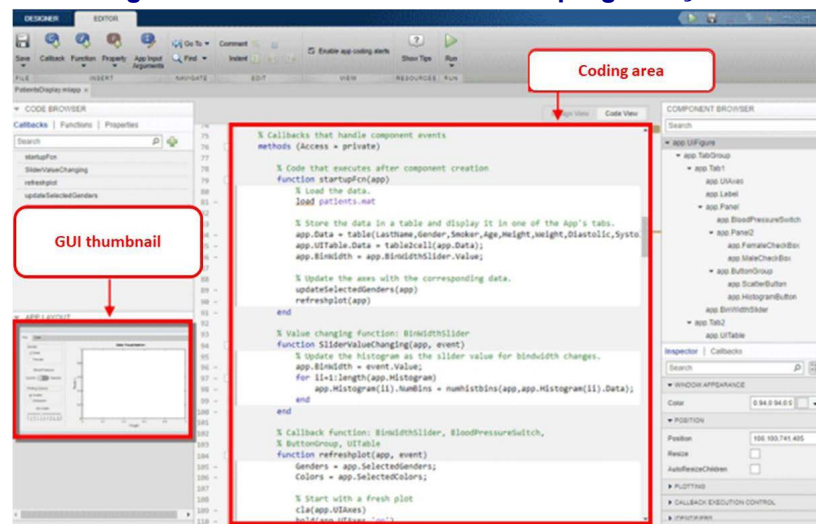 DESIGNER EDITOR
Save Callback Function Property App Input Arguments
Go To
Find
Comment
Indent
Enable app coding alerts
Show Tips
Run
FILE INSERT NAVIGATE EDIT VIEW RESOURCES RUN
PatientsDisplay.mlapp
Coding area
CODE BROWSER
Callbacks | Functions | Properties
Search
startupFcn
SliderValueChanging
refreshplot
updateSelectedGenders
GUI thumbnail
APP LAYOUT
Code View
75 % Callbacks that handle component events
76 methods (Access = private)
77
78 % Code that executes after component creation
79 function startupFcn(app)
80 % Load the data.
81 load patients.mat
82
83 % Store the data in a table and display it in one of the App's tabs.
84 app.Data = table(LastName,Gender,Smoker,Age,Height,Weight,Diastolic,Systo
85 app.UITable.Data = table2cell(app.Data);
86 app.BinWidth = app.BinWidthSlider.Value;
87
88 % Update the axes with the corresponding data.
89 updateSelectedGenders(app)
90 refreshplot(app)
91 end
92
93 % Value changing function: BinWidthSlider
94 function SliderValueChanging(app, event)
95 % Update the histogram as the slider value for bindwidth changes.
96 app.BinWidth = event.Value;
97 for ii=1:length(app.Histogram)
98 app.Histogram(ii).NumBins = numhistbins(app,app.Histogram(ii).Data);
99 end
100 end
101
102 % Callback function: BinWidthSlider, BloodPressureSwitch,
103 % ButtonGroup, UITable
104 function refreshplot(app, event)
105 Genders = app.SelectedGenders;
106 Colors = app.SelectedColors;
107
108 % Start with a fresh plot
109 cla(app.UIAxes)
110 hold(app.UIAxes,'on')
COMPONENT BROWSER
Search
app.UIFigure
app.TabGroup
app.Tab1
app.UIAxes
app.Label
app.Panel
app.BloodPressureSwitch
app.Panel2
app.FemaleCheckBox
app.MaleCheckBox
app.ButtonGroup
app.ScatterButton
app.HistogramButton
app.BinWidthSlider
app.Tab2
app.UITable
Inspector | Callbacks
Search
WINDOW APPEARANCE
Color 0.94,0.94,0.9
POSITION
Position 100,100,741,405
Resize
AutoResizeChildren
PLOTTING
CALLBACK EXECUTION CONTROL
IDENTIFIERS